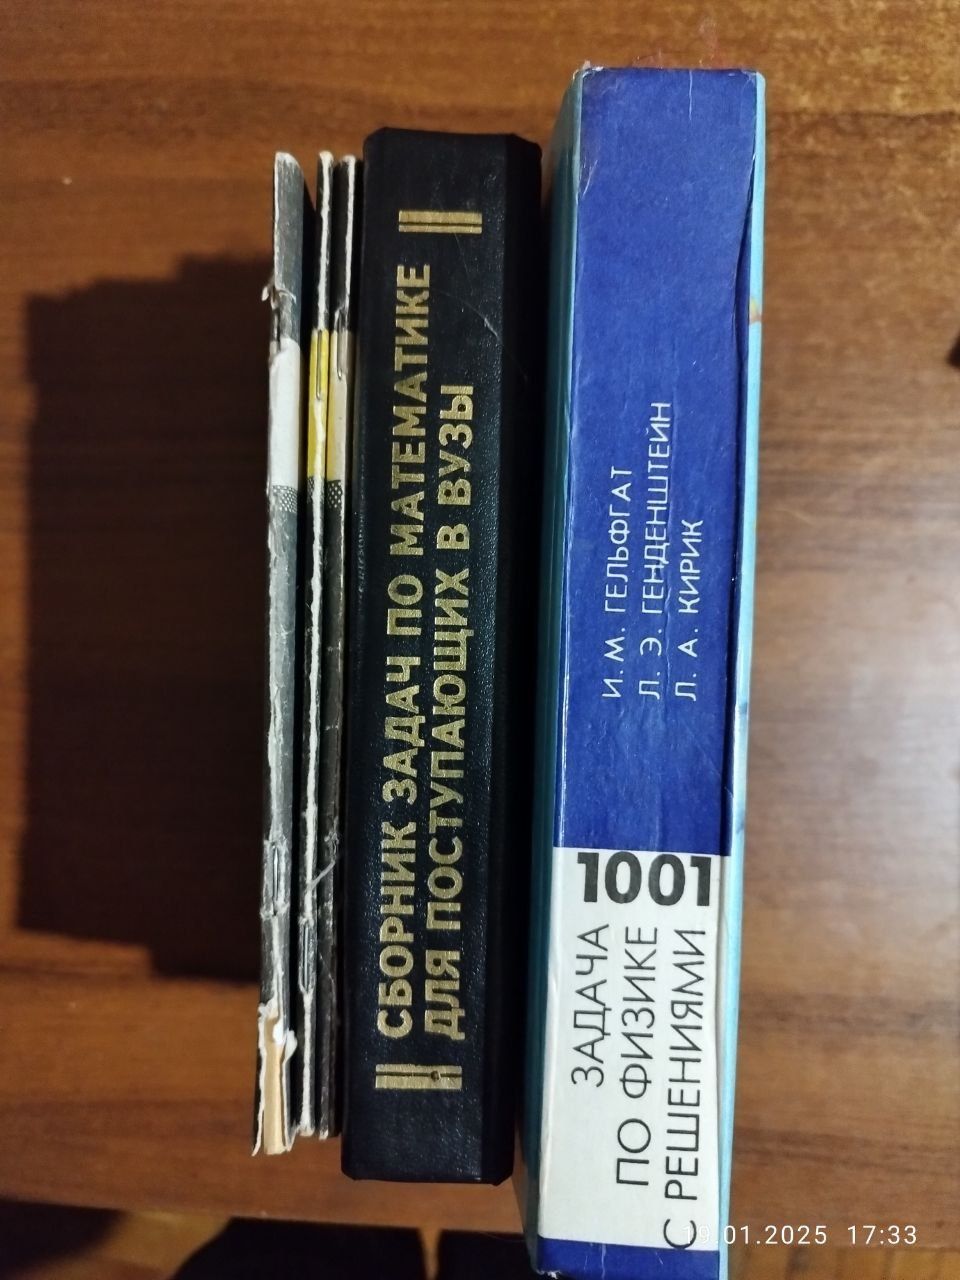 СБОРНИК ЗАДАЧ ПО МАТЕМАТИКЕ
ДЛЯ ПОСТУПАЮЩИХ В ВУЗЫ
И. М. ГЕЛЬФГАТ
Л. Э. ГЕНДЕНШТЕЙН
Л. А. КИРИК
1001
ЗАДАЧА
ПО ФИЗИКЕ
С РЕШЕНИЯМИ
19.01.2025 17:33